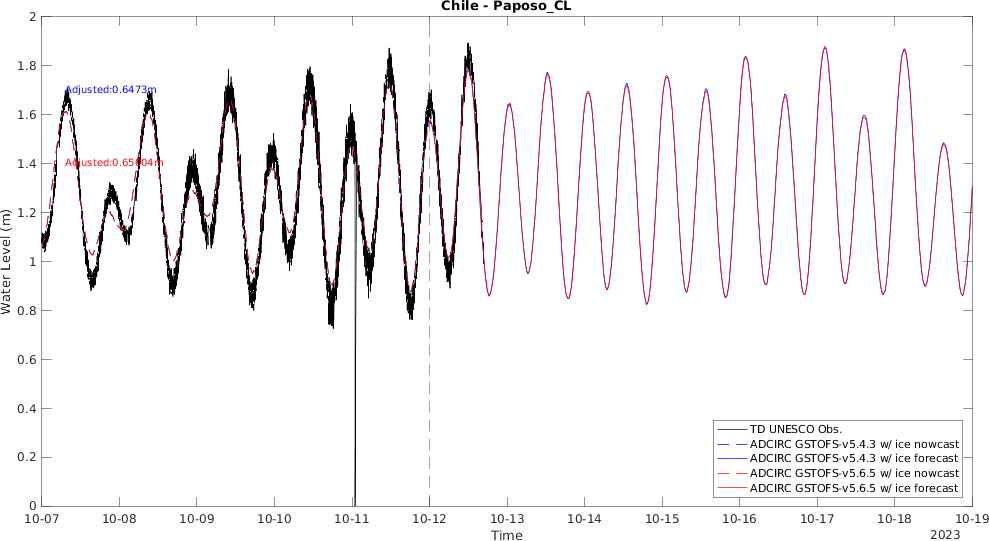 Chile - Paposo_CL
2
1.8
1.6
1.4
1.2
1
0.8
0.6
0.4
0.2
0
Water Level (m)
Adjusted:0.6473m
Adjusted:0.65604m
TD UNESCO Obs.
ADCIRC GSTOFS-v5.4.3 w/ ice nowcast
ADCIRC GSTOFS-v5.4.3 w/ ice forecast
ADCIRC GSTOFS-v5.6.5 w/ ice nowcast
ADCIRC GSTOFS-v5.6.5 w/ ice forecast
10-07 10-08 10-09 10-10 10-11 10-12 10-13 10-14 10-15 10-16 10-17 10-18 10-19
Time
2023